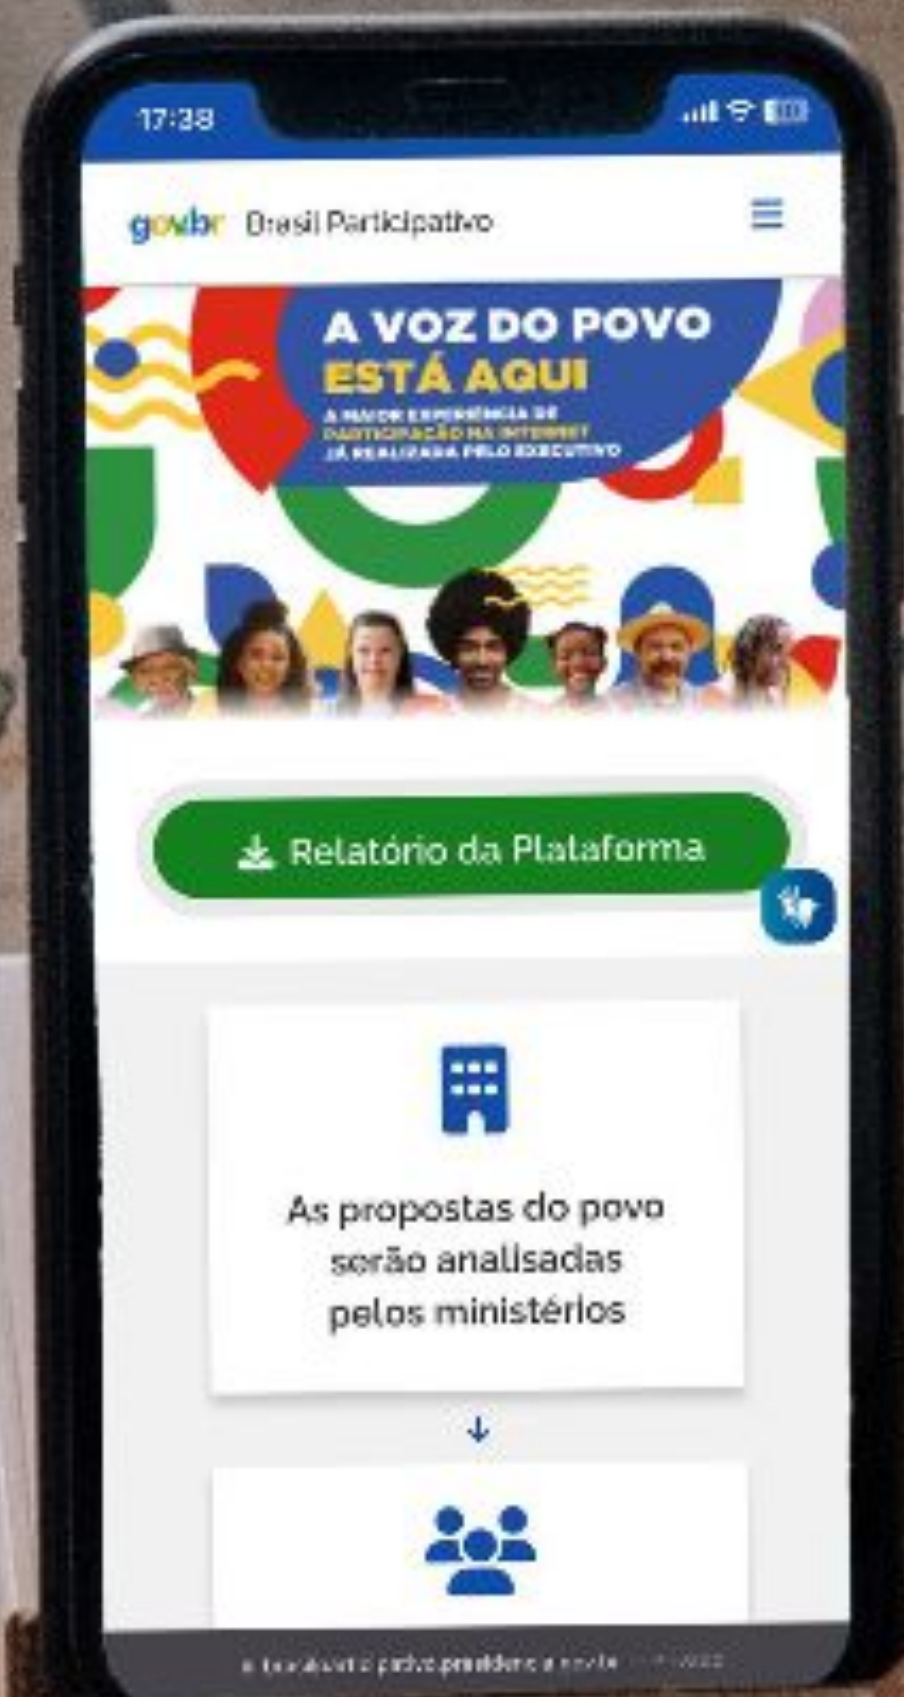 17:38
gov.br Brasil Participativo
A VOZ DO POVO
ESTÁ AQUI
A MAIOR EXPERIÊNCIA DE
PARTICIPAÇÃO NA INTERNET
JÁ REALIZADA PELO EXECUTIVO
Relatório da Plataforma
As propostas do povo
serão analisadas
pelos ministérios